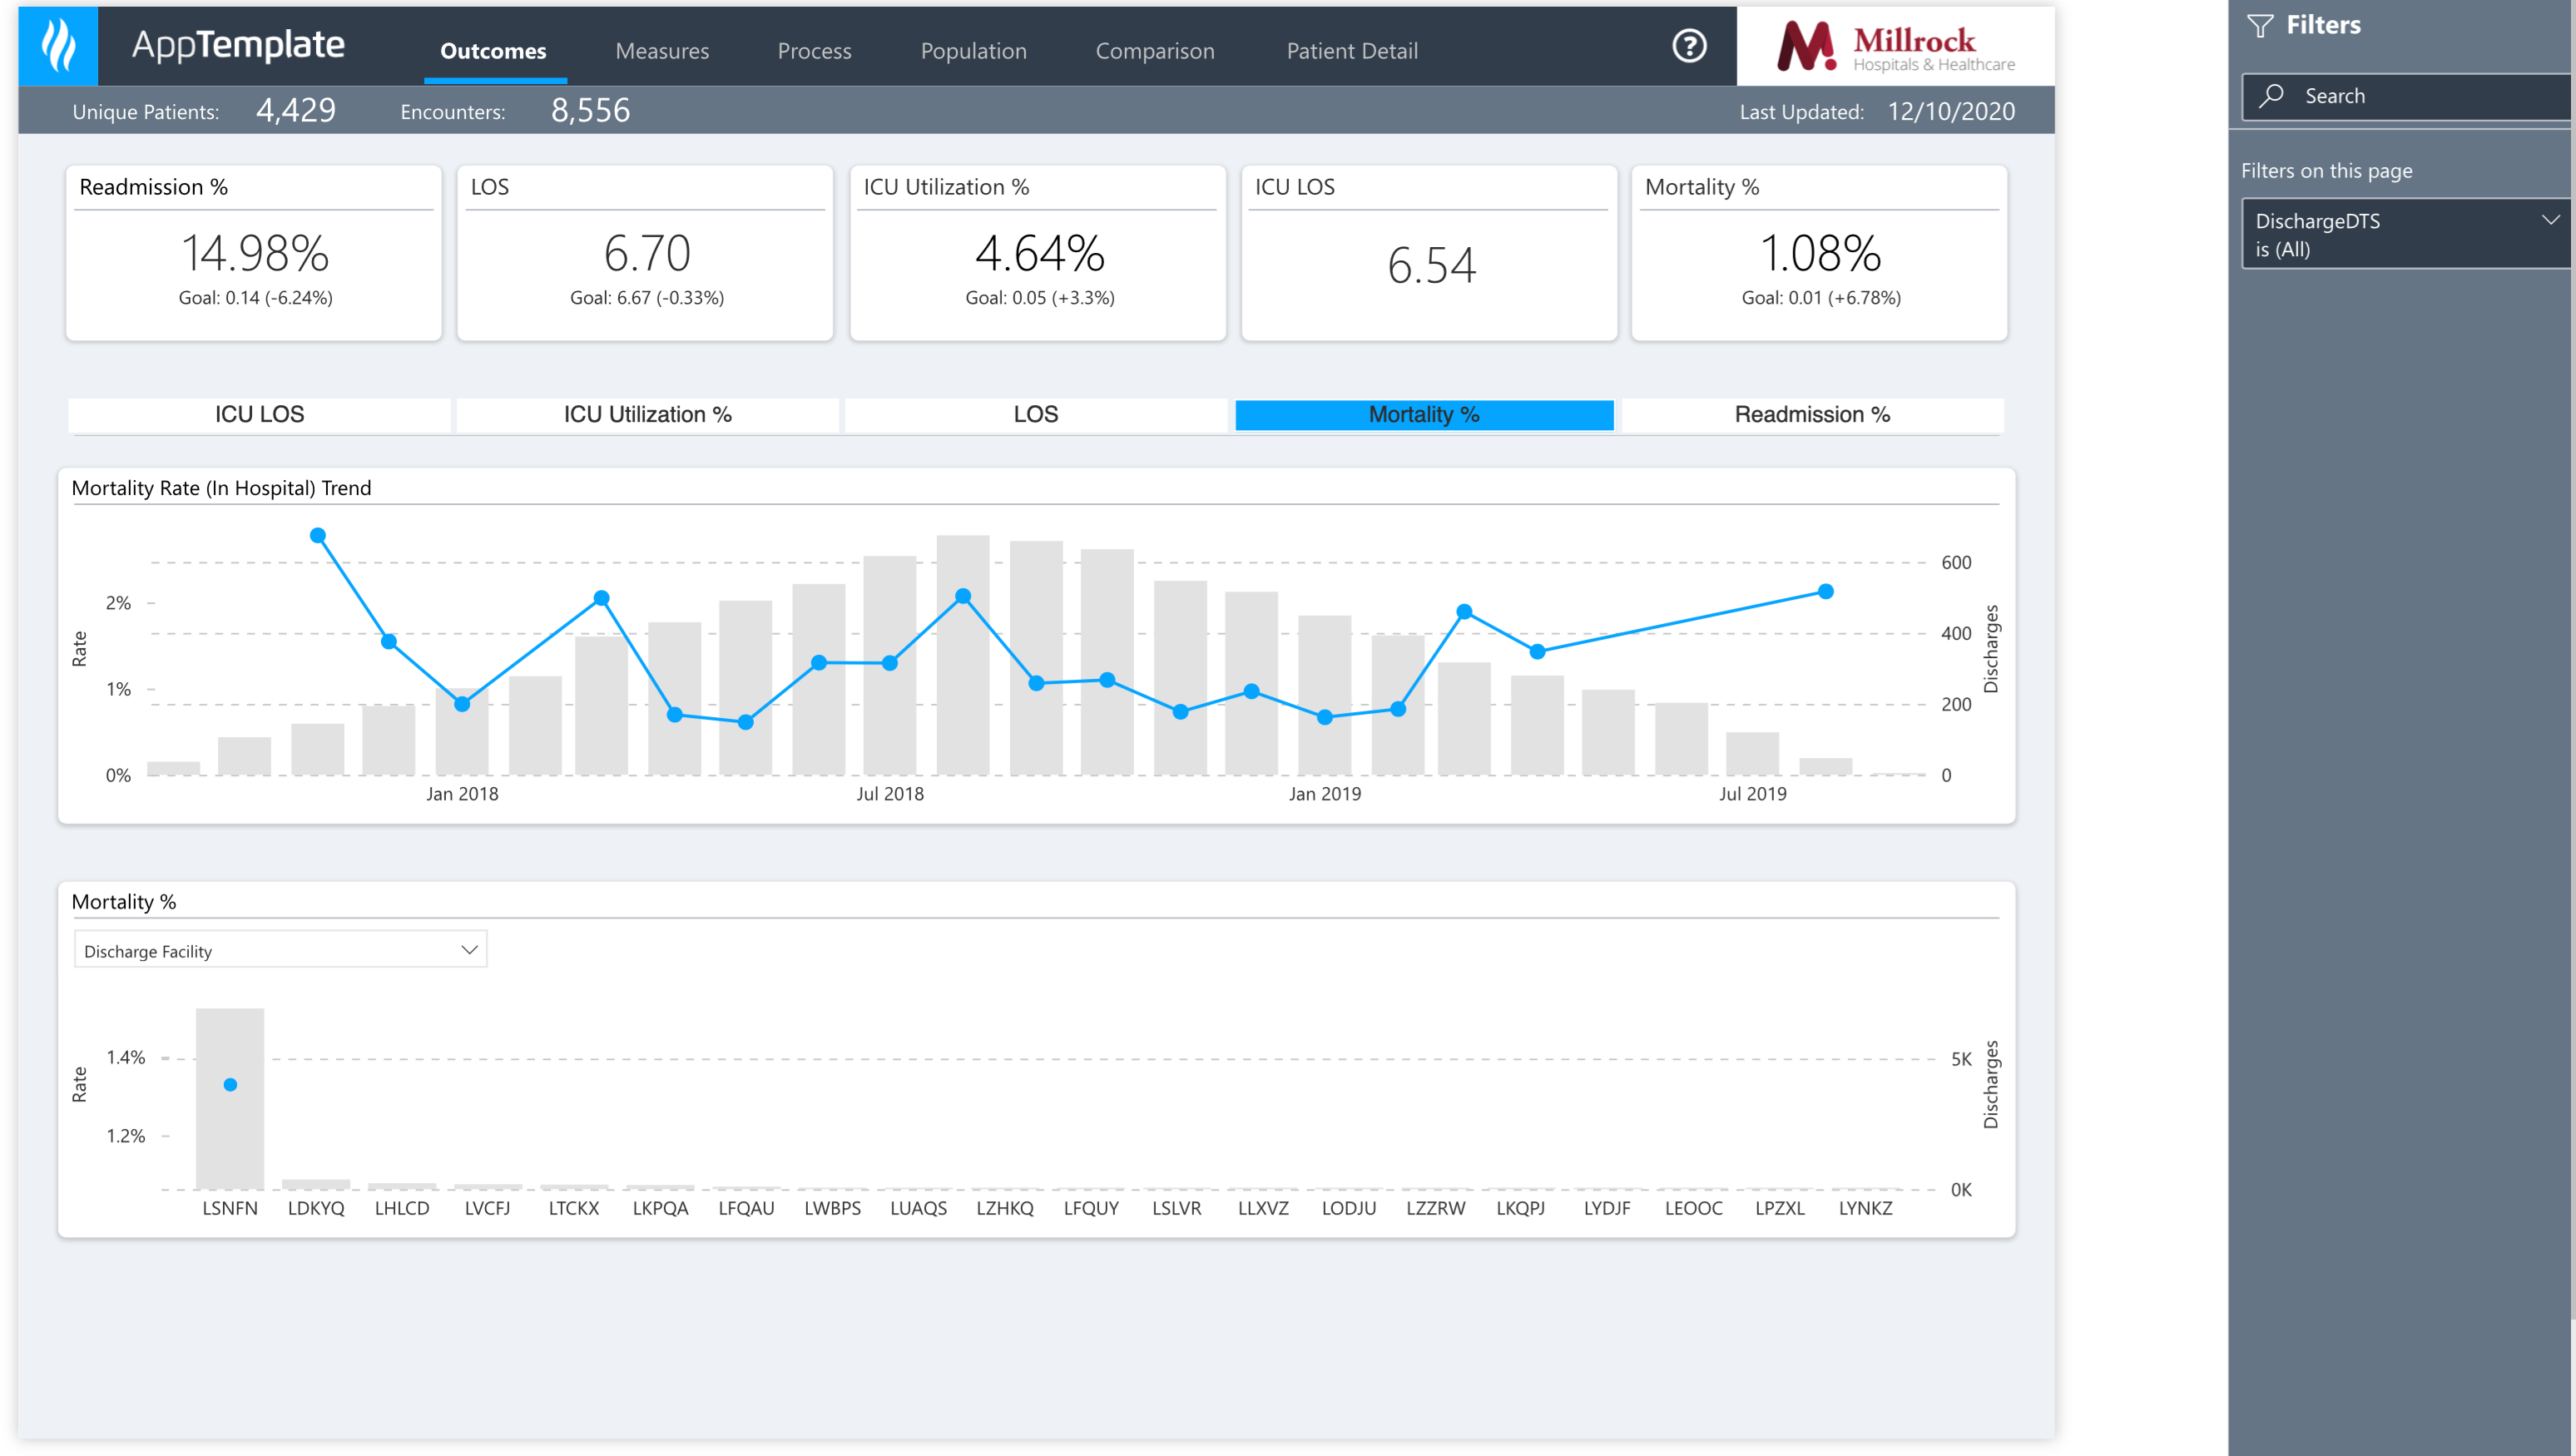 AppTemplate
Outcomes
Measures
Process
Population
Comparison
Patient Detail
?
Millrock
Hospitals & Healthcare
Unique Patients: 4,429
Encounters: 8,556
Last Updated: 12/10/2020
Readmission %
14.98%
Goal: 0.14 (-6.24%)
LOS
6.70
Goal: 6.67 (-0.33%)
ICU Utilization %
4.64%
Goal: 0.05 (+3.3%)
ICU LOS
6.54
Mortality %
1.08%
Goal: 0.01 (+6.78%)
ICU LOS
ICU Utilization %
LOS
Mortality %
Readmission %
Mortality Rate (In Hospital) Trend
Rate
2%
1%
0%
600
400
200
0
Discharges
Jan 2018
Jul 2018
Jan 2019
Jul 2019
Mortality %
Discharge Facility
Rate
1.4%
1.2%
5K
0K
Discharges
LSNFN
LDKYQ
LHLCD
LVCFJ
LTCKX
LKPQA
LFQAU
LWBPS
LUAQS
LZHKQ
LFQUY
LSLVR
LLXVZ
LODJU
LZZRW
LKQPJ
LYDJF
LEOOC
LPZXL
LYNKZ
Filters
Search
Filters on this page
DischargeDTS
is (All)